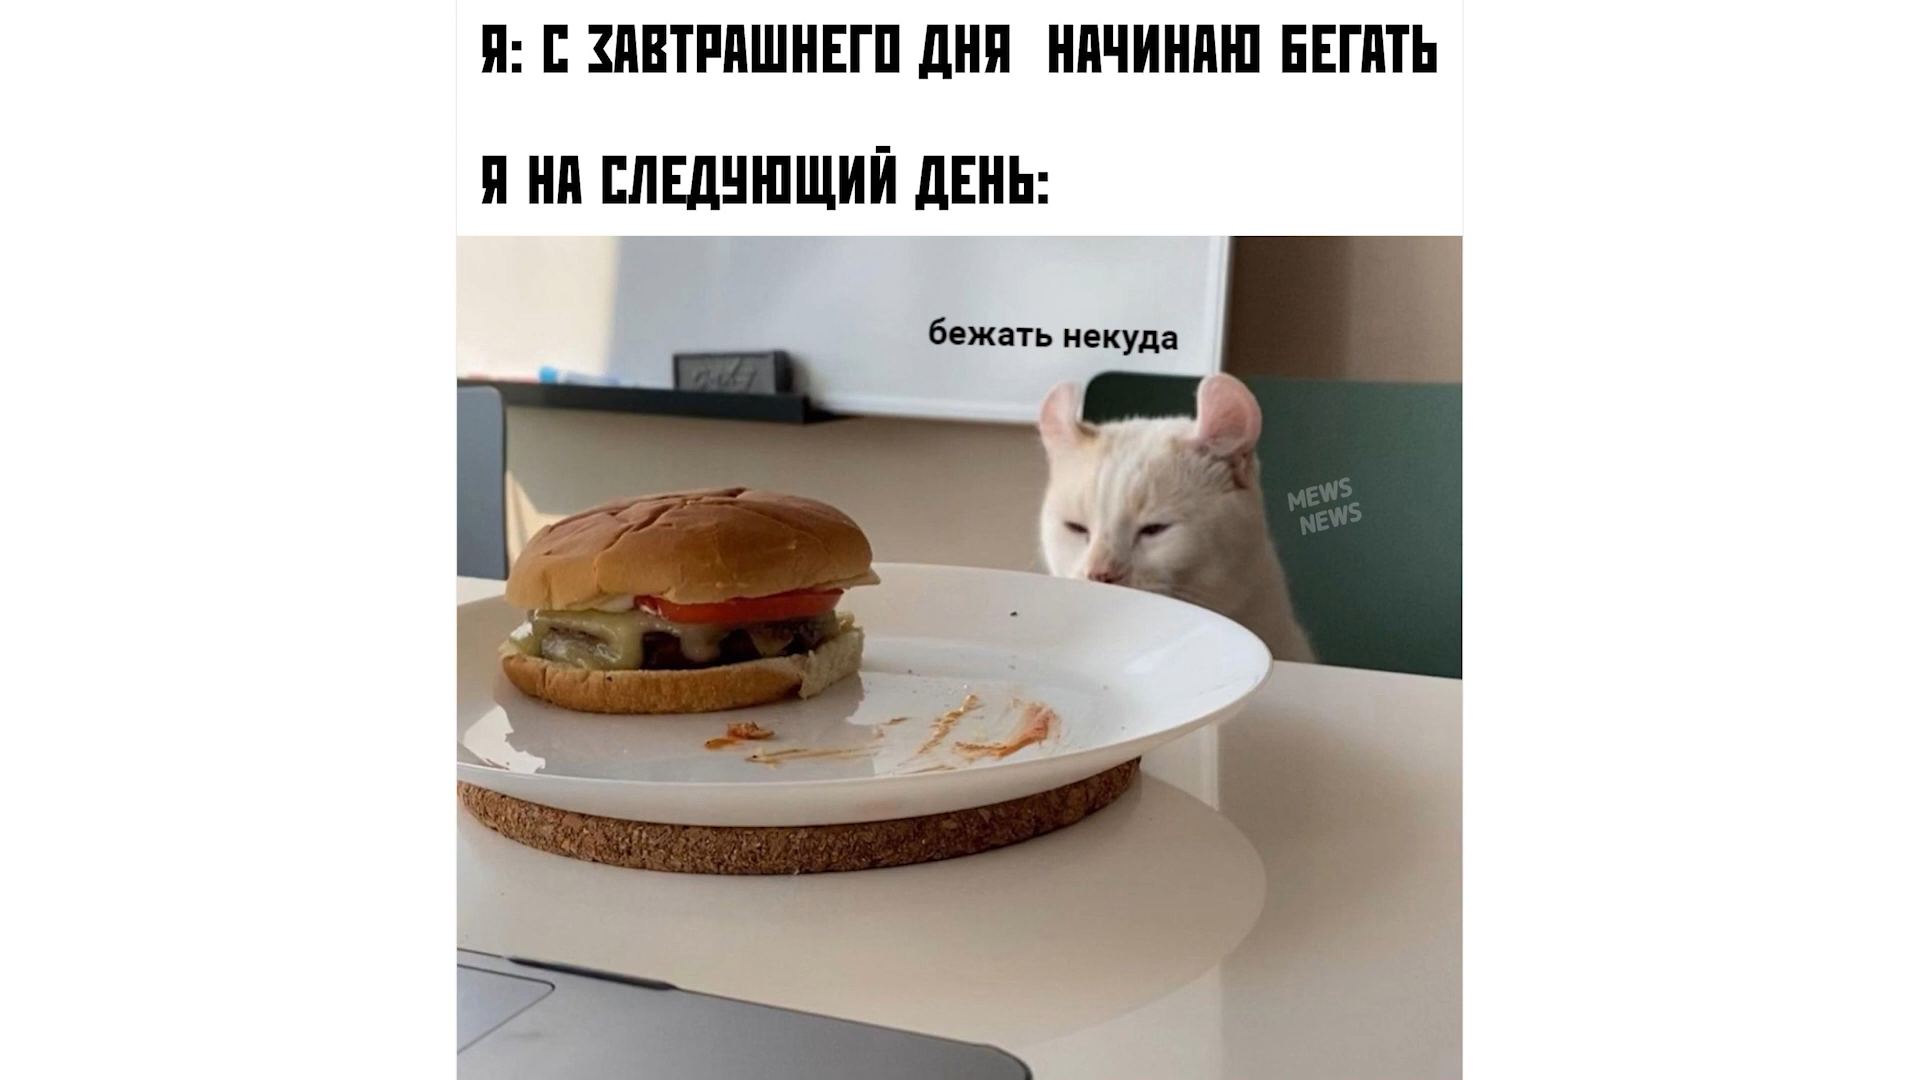 Я: С ЗАВТРАШНЕГО ДНЯ НАЧИНАЮ БЕГАТЬ
Я НА СЛЕДУЮЩИЙ ДЕНЬ:
бежать некуда
MEWS
NEWS